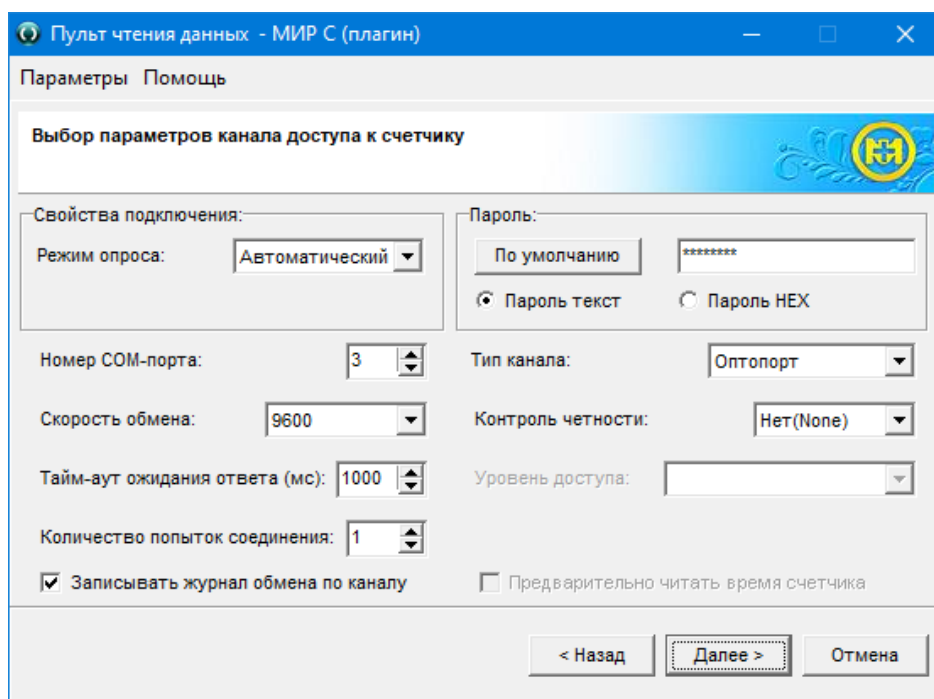 Пульт чтения данных - МИР С (плагин)
Параметры Помощь
Выбор параметров канала доступа к счетчику
Свойства подключения:
Режим опроса: Автоматический
Пароль:
По умолчанию ********
Пароль текст Пароль HEX
Номер COM-порта: 3 Тип канала: Оптопорт
Скорость обмена: 9600 Контроль четности: Нет(None)
Тайм-аут ожидания ответа (мс): 1000 Уровень доступа:
Количество попыток соединения: 1
Записывать журнал обмена по каналу Предварительно читать время счетчика
< Назад Далее > Отмена